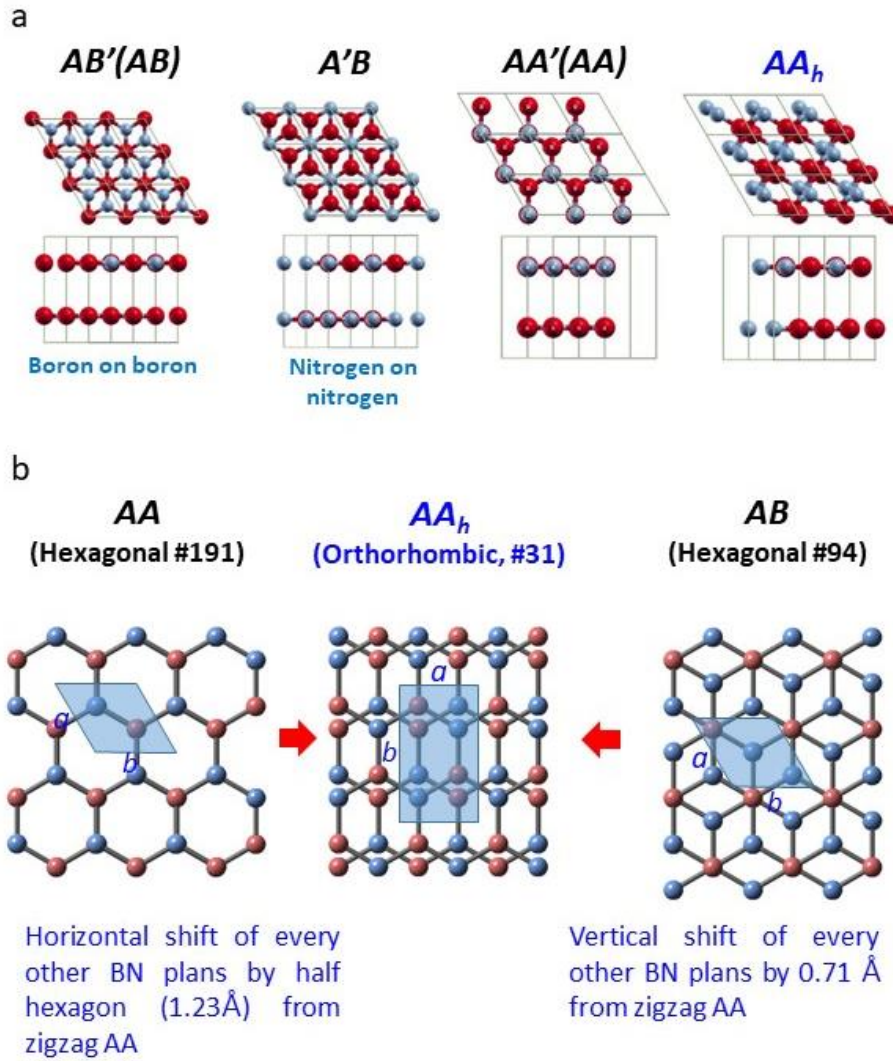 a
AB'(AB)
A'B
AA'(AA)
AAh
Boron on boron
Nitrogen on
nitrogen
b
AA
(Hexagonal #191)
AAh
(Orthorhombic, #31)
AB
(Hexagonal #94)
a
b
a
b
a
b
Horizontal shift of every
other BN plans by half
hexagon (1.23Å) from
zigzag AA
Vertical shift of every
other BN plans by 0.71 Å
from zigzag AA